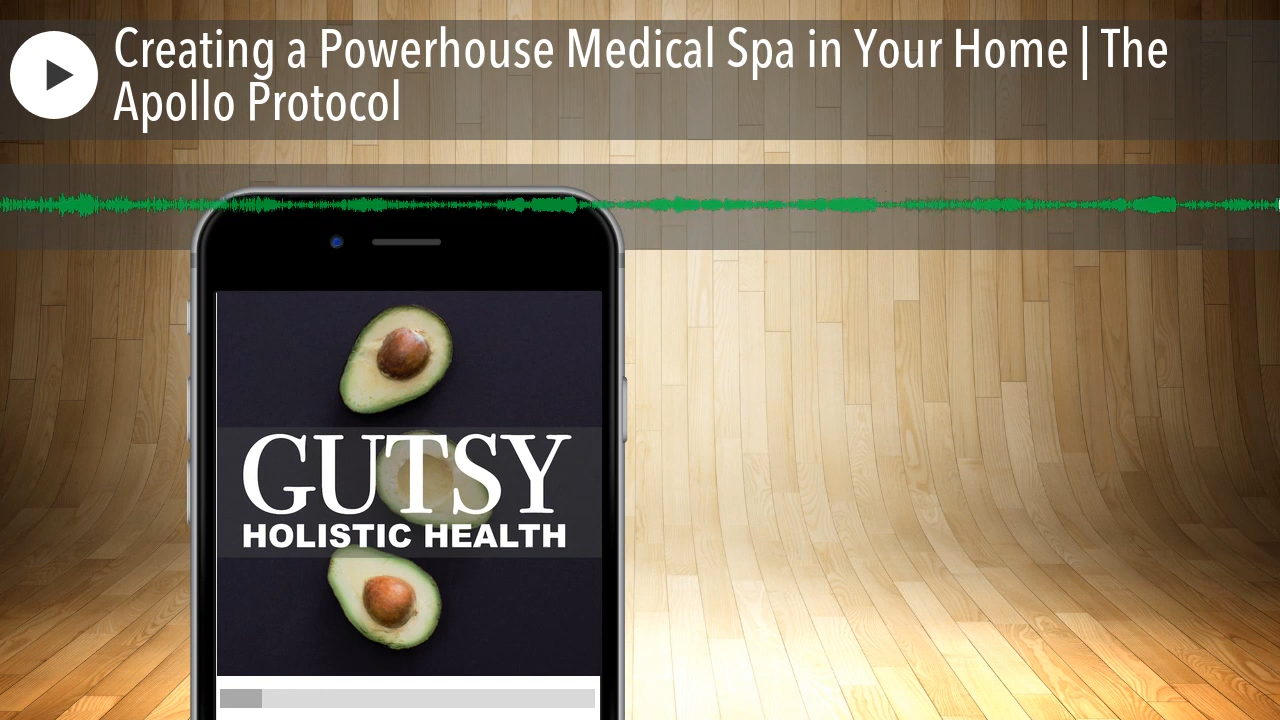 Creating a Powerhouse Medical Spa in Your Home | The
Apollo Protocol
GUTSY
HOLISTIC HEALTH